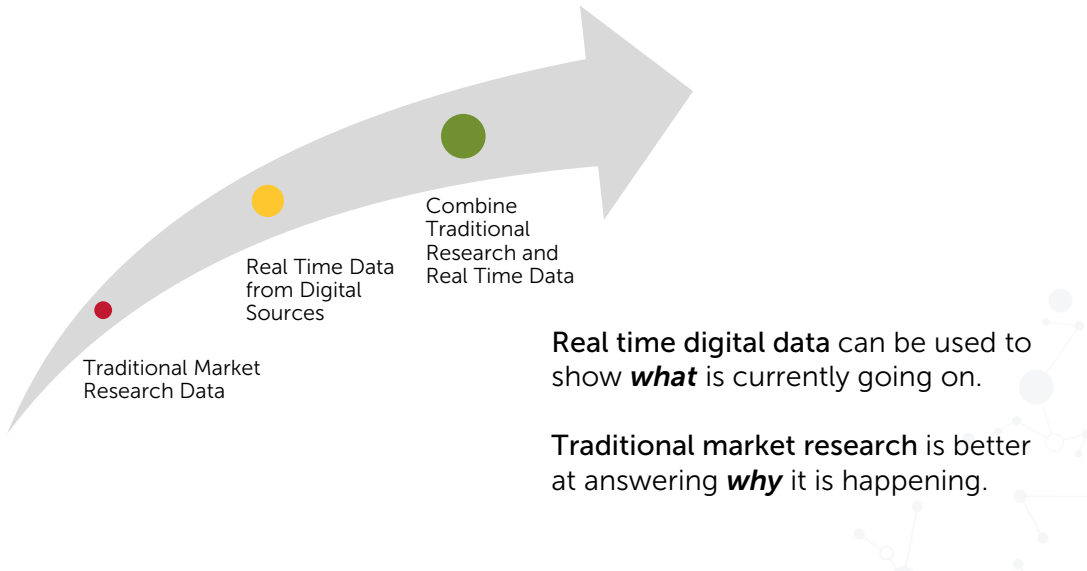 Combine
Traditional
Research and
Real Time Data
Real Time Data
from Digital
Sources
Traditional Market
Research Data
Real time digital data can be used to
show what is currently going on.
Traditional market research is better
at answering why it is happening.